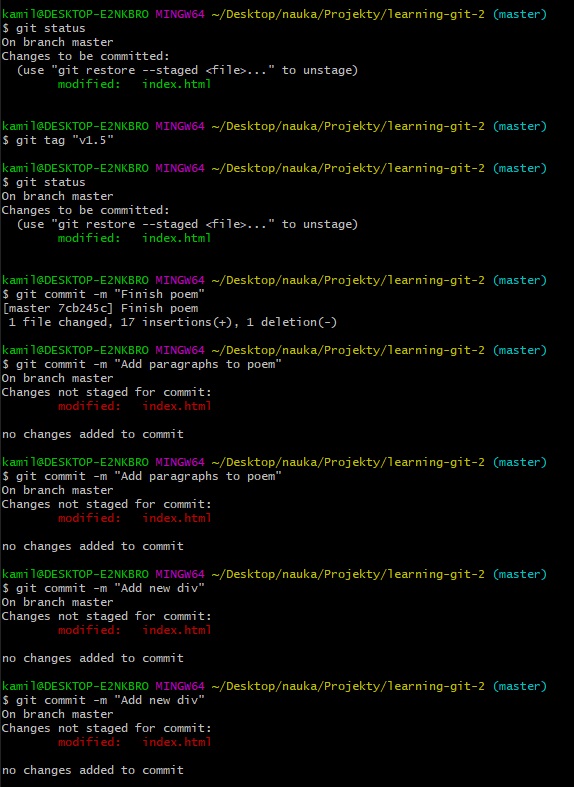 kamil@DESKTOP-E2NKBRO MINGW64 ~/Desktop/nauka/Projekty/learning-git-2 (master)
$ git status
On branch master
Changes to be committed:
  (use "git restore --staged <file>..." to unstage)
        modified:   index.html

kamil@DESKTOP-E2NKBRO MINGW64 ~/Desktop/nauka/Projekty/learning-git-2 (master)
$ git tag "v1.5"

kamil@DESKTOP-E2NKBRO MINGW64 ~/Desktop/nauka/Projekty/learning-git-2 (master)
$ git status
On branch master
Changes to be committed:
  (use "git restore --staged <file>..." to unstage)
        modified:   index.html

kamil@DESKTOP-E2NKBRO MINGW64 ~/Desktop/nauka/Projekty/learning-git-2 (master)
$ git commit -m "Finish poem"
[master 7cb245c] Finish poem
 1 file changed, 17 insertions(+), 1 deletion(-)

kamil@DESKTOP-E2NKBRO MINGW64 ~/Desktop/nauka/Projekty/learning-git-2 (master)
$ git commit -m "Add paragraphs to poem"
On branch master
Changes not staged for commit:
        modified:   index.html

no changes added to commit

kamil@DESKTOP-E2NKBRO MINGW64 ~/Desktop/nauka/Projekty/learning-git-2 (master)
$ git commit -m "Add paragraphs to poem"
On branch master
Changes not staged for commit:
        modified:   index.html

no changes added to commit

kamil@DESKTOP-E2NKBRO MINGW64 ~/Desktop/nauka/Projekty/learning-git-2 (master)
$ git commit -m "Add new div"
On branch master
Changes not staged for commit:
        modified:   index.html

no changes added to commit

kamil@DESKTOP-E2NKBRO MINGW64 ~/Desktop/nauka/Projekty/learning-git-2 (master)
$ git commit -m "Add new div"
On branch master
Changes not staged for commit:
        modified:   index.html

no changes added to commit